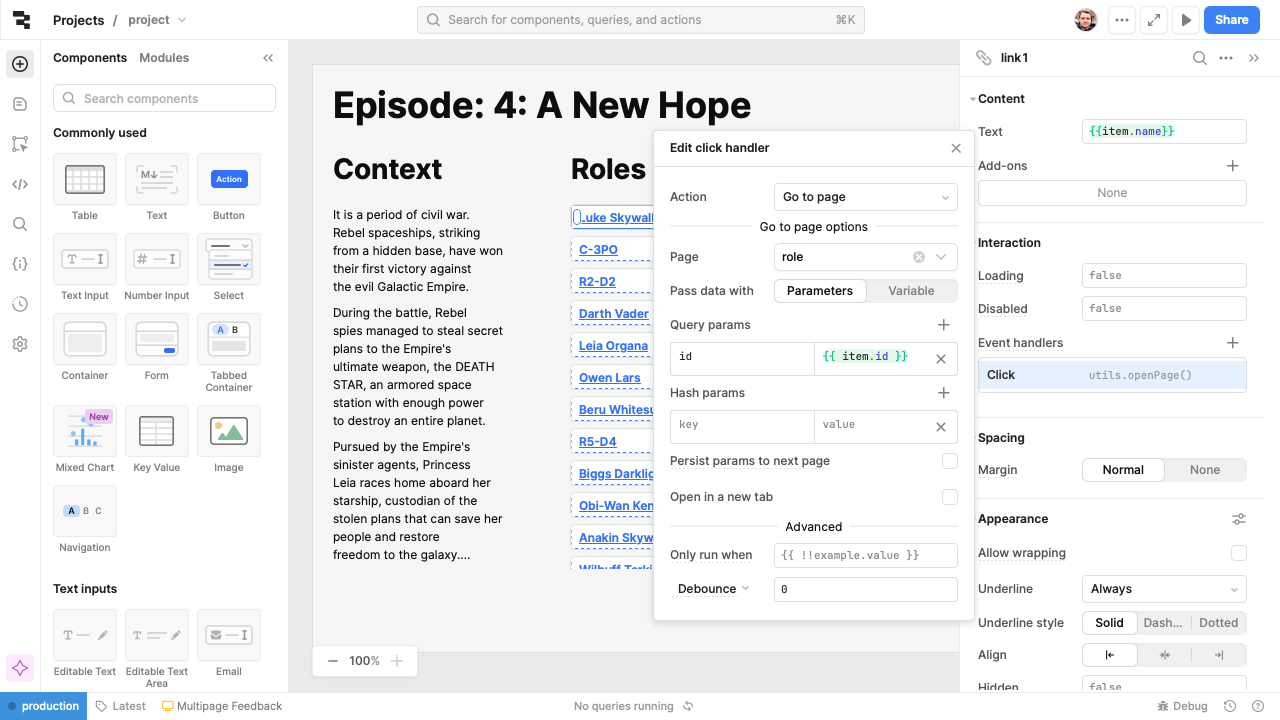 Projects / project
Search for components, queries, and actions
⌘K
Share
Components
Modules
Search components
Commonly used
Table
M↓
Text
Action
Button
Text Input
Number Input
Select
Container
Form
A B
Tabbed
Container
New
Mixed Chart
Key Value
Image
A B C
Navigation
Text inputs
Editable Text
Editable Text
Area
Email
Episode: 4: A New Hope
Context
It is a period of civil war.
Rebel spaceships, striking
from a hidden base, have won
their first victory against
the evil Galactic Empire.
During the battle, Rebel
spies managed to steal secret
plans to the Empire's
ultimate weapon, the DEATH
STAR, an armored space
station with enough power
to destroy an entire planet.
Pursued by the Empire's
sinister agents, Princess
Leia races home aboard her
starship, custodian of the
stolen plans that can save her
people and restore
freedom to the galaxy....
Roles
Luke Skywall
C-3PO
R2-D2
Darth Vader
Leia Organa
Owen Lars
Beru Whitesu
R5-D4
Biggs Darklig
Obi-Wan Ken
Anakin Skyw
Wilhuff Tarki
100%
Edit click handler
Action
Go to page
Go to page options
Page
role
Pass data with
Parameters
Variable
Query params
id
{{ item.id }}
Hash params
key
value
Persist params to next page
Open in a new tab
Advanced
Only run when
{{ !!example.value }}
Debounce
0
link1
Content
Text
{{item.name}}
Add-ons
None
Interaction
Loading
false
Disabled
false
Event handlers
Click
utils.openPage()
Spacing
Margin
Normal
None
Appearance
Allow wrapping
Underline
Always
Underline style
Solid
Dash...
Dotted
Align
Hidden
false
production
Latest
Multipage Feedback
No queries running
Debug